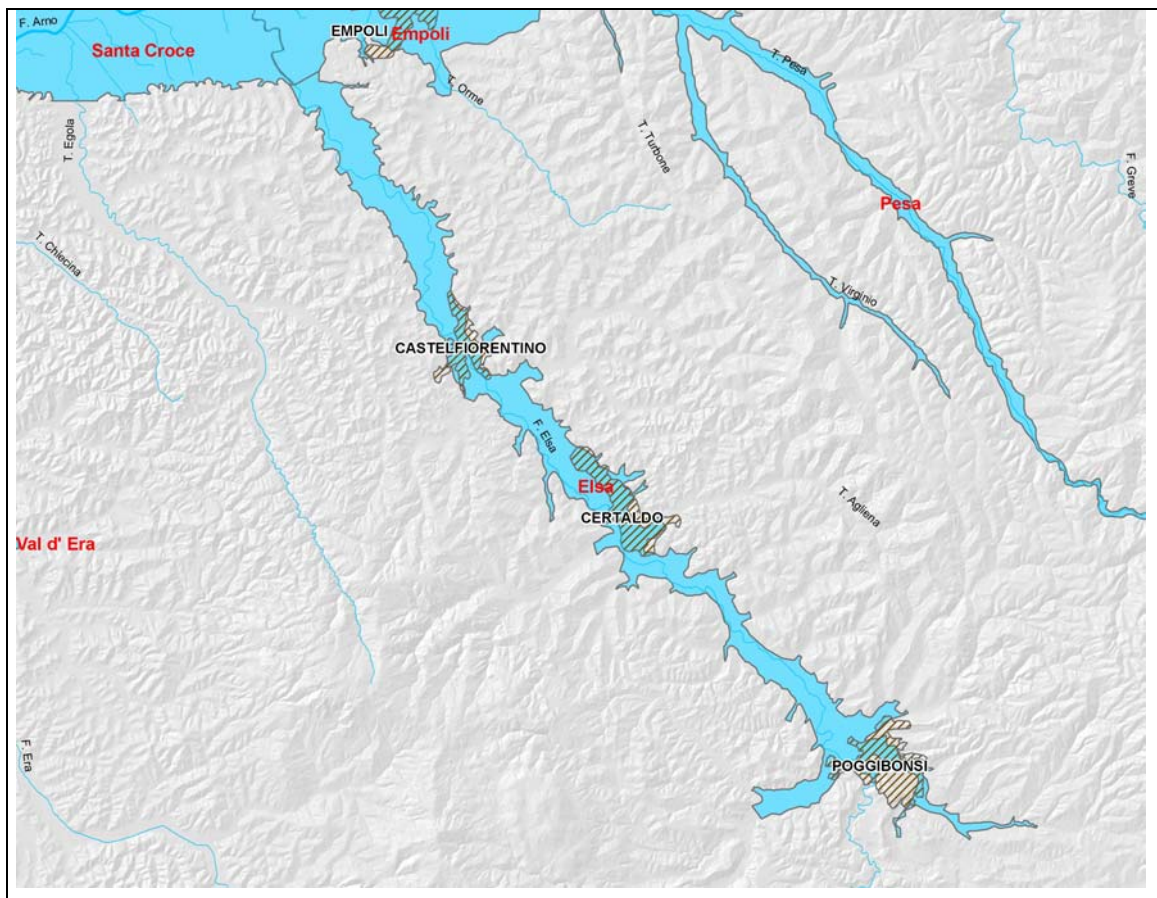 F. Arno
EMPOLI
Empoli
Santa Croce
T. Pesa
T. Orme
T. Egola
T. Turbone
F. Greve
Pesa
T. Chiecina
T. Virginio
CASTELFIORENTINO
F. Elsa
Elsa
T. Agliena
CERTALDO
Val d' Era
F. Era
POGGIBONSI